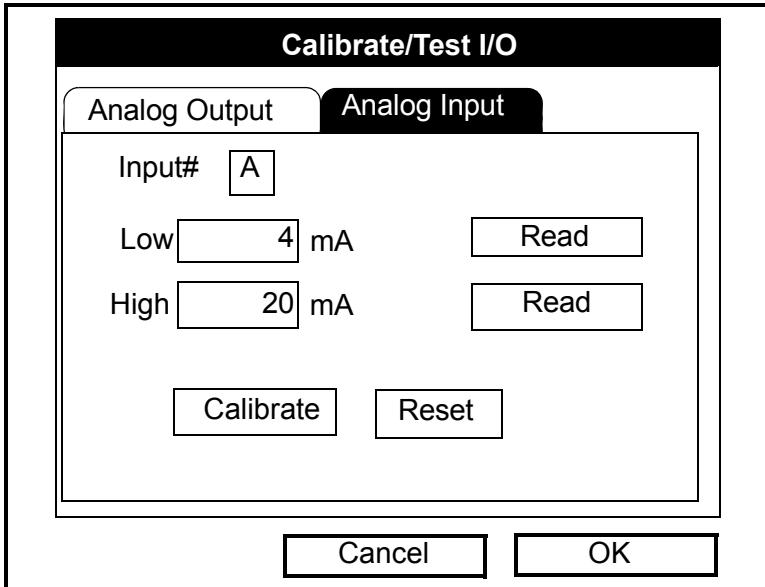 Calibrate/Test I/O
Analog Output Analog Input
Input# A
Low 4 mA Read
High 20 mA Read
Calibrate Reset
Cancel OK